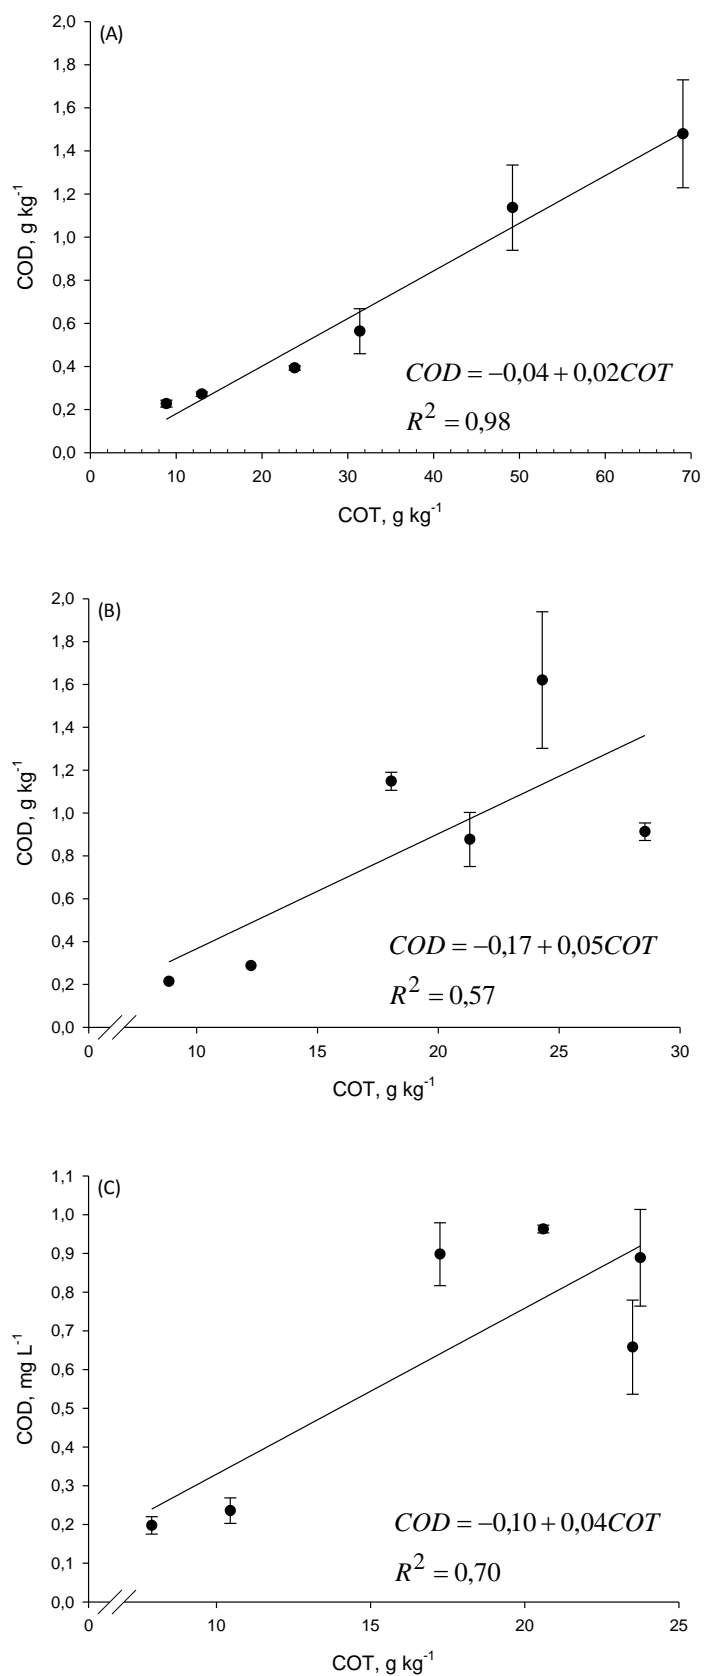 (A)
2,0
1,8
1,6
1,4
1,2
1,0
0,8
0,6
0,4
0,2
0,0
COD, g kg⁻¹
COD = −0,04 + 0,02COT
R² = 0,98
0 10 20 30 40 50 60 70
COT, g kg⁻¹
(B)
2,0
1,8
1,6
1,4
1,2
1,0
0,8
0,6
0,4
0,2
0,0
COD, g kg⁻¹
COD = −0,17 + 0,05COT
R² = 0,57
0 10 15 20 25 30
COT, g kg⁻¹
(C)
1,1
1,0
0,9
0,8
0,7
0,6
0,5
0,4
0,3
0,2
0,1
0,0
COD, mg L⁻¹
COD = −0,10 + 0,04COT
R² = 0,70
0 10 15 20 25
COT, g kg⁻¹